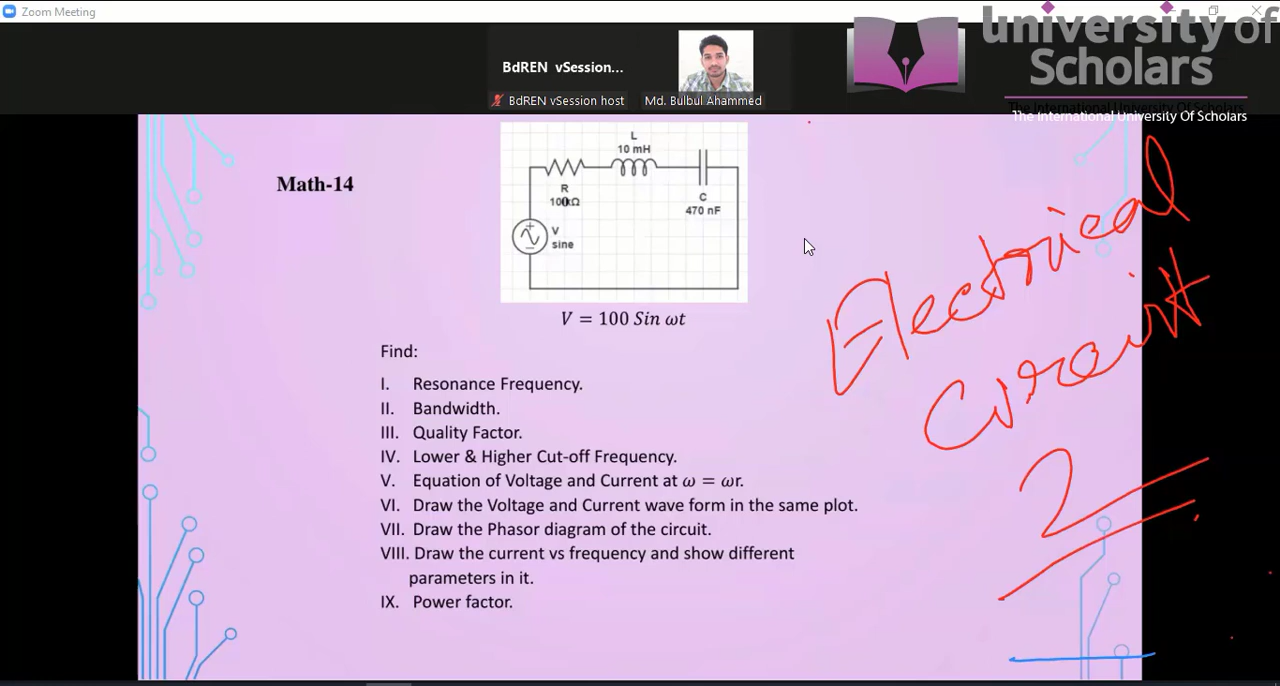 Zoom Meeting
university of
Scholars
The International University Of Scholars
BdREN vSession...
BdREN vSession host
Md. Bulbul Ahammed
Math-14
L
10 mH
R
C
470 nF
V
sine
V = 100 Sin ωt
Find:
I. Resonance Frequency.
II. Bandwidth.
III. Quality Factor.
IV. Lower & Higher Cut-off Frequency.
V. Equation of Voltage and Current at ω = ωr.
VI. Draw the Voltage and Current wave form in the same plot.
VII. Draw the Phasor diagram of the circuit.
VIII. Draw the current vs frequency and show different
parameters in it.
IX. Power factor.
Electrical
Circuit
2